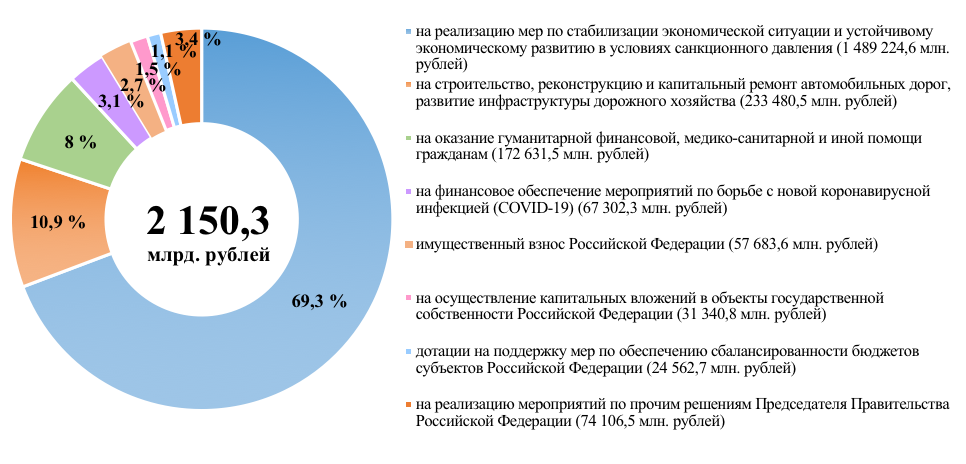 3,4 %
1,1 %
1,5 %
2,7 %
3,1 %
8 %
10,9 %
2 150,3
млрд. рублей
69,3 %
на реализацию мер по стабилизации экономической ситуации и устойчивому
экономическому развитию в условиях санкционного давления (1 489 224,6 млн.
рублей)
на строительство, реконструкцию и капитальный ремонт автомобильных дорог,
развитие инфраструктуры дорожного хозяйства (233 480,5 млн. рублей)
на оказание гуманитарной финансовой, медико-санитарной и иной помощи
гражданам (172 631,5 млн. рублей)
на финансовое обеспечение мероприятий по борьбе с новой коронавирусной
инфекцией (COVID-19) (67 302,3 млн. рублей)
имущественный взнос Российской Федерации (57 683,6 млн. рублей)
на осуществление капитальных вложений в объекты государственной
собственности Российской Федерации (31 340,8 млн. рублей)
дотации на поддержку мер по обеспечению сбалансированности бюджетов
субъектов Российской Федерации (24 562,7 млн. рублей)
на реализацию мероприятий по прочим решениям Председателя Правительства
Российской Федерации (74 106,5 млн. рублей)